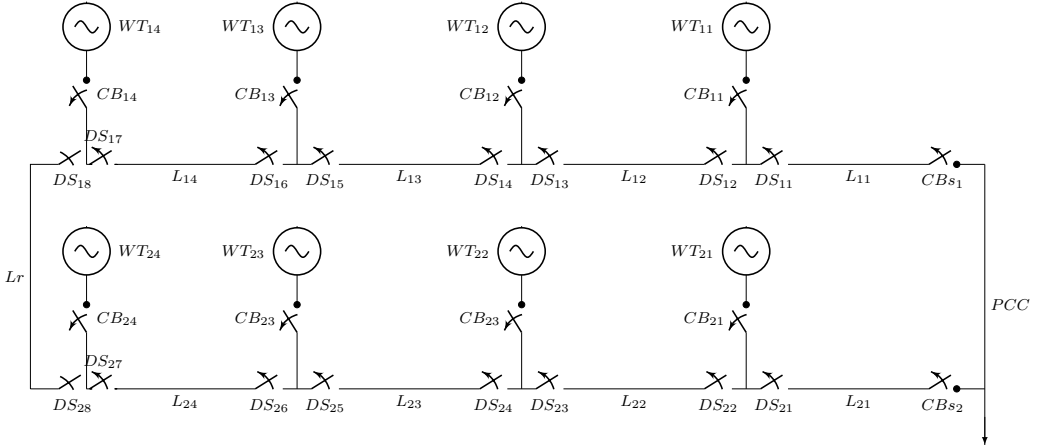 WT14 WT13 WT12 WT11
CB14 CB13 CB12 CB11
DS17
DS18 L14 DS16 DS15 L13 DS14 DS13 L12 DS12 DS11 L11 CBs1
WT24 WT23 WT22 WT21
Lr
PCC
CB24 CB23 CB23 CB21
DS27
DS28 L24 DS26 DS25 L23 DS24 DS23 L22 DS22 DS21 L21 CBs2